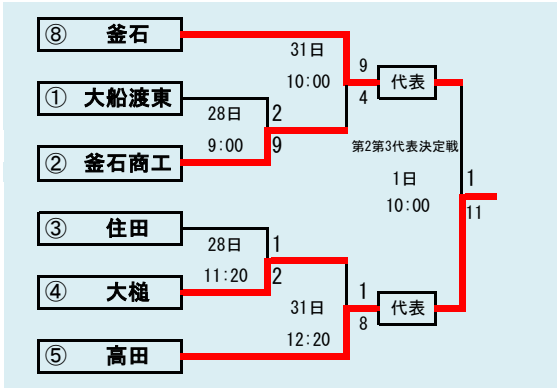 ⑧ 釜石
31日
10:00
9
4
代表
① 大船渡東
28日
9:00
2
9
② 釜石商工
第2第3代表決定戦
1日
10:00
1
11
③ 住田
28日
11:20
1
2
④ 大槌
31日
12:20
1
8
代表
⑤ 高田